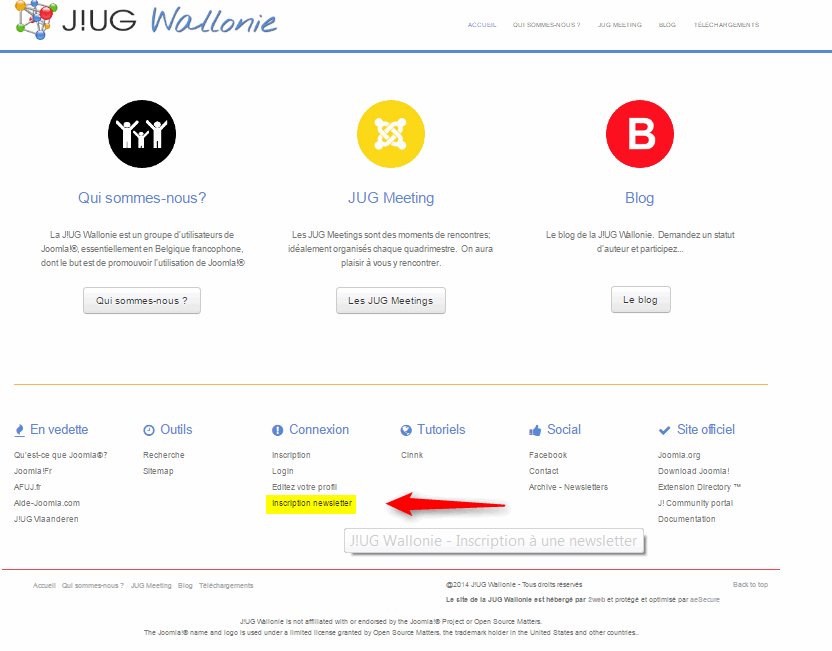 J!UG Wallonie
ACCUEIL QUI SOMMES-NOUS ? JUG MEETING BLOG TÉLÉCHARGEMENTS
B
Qui sommes-nous?
La J!UG Wallonie est un groupe d'utilisateurs de
Joomla!®, essentiellement en Belgique francophone,
dont le but est de promouvoir l'utilisation de Joomla!®
Qui sommes-nous ?
JUG Meeting
Les JUG Meetings sont des moments de rencontres;
idéalement organisés chaque quadrimestre. On aura
plaisir à vous y rencontrer.
Les JUG Meetings
Blog
Le blog de la J!UG Wallonie. Demandez un statut
d'auteur et participez...
Le blog
En vedette
Qu'est-ce que Joomla®?
Joomla!Fr
AFUJ.fr
Aide-Joomla.com
J!UG Vlaanderen
Outils
Recherche
Sitemap
Connexion
Inscription
Login
Editez votre profil
Inscription newsletter
Tutoriels
Cinnk
Social
Facebook
Contact
Archive - Newsletters
Site officiel
Joomla.org
Download Joomla!
Extension Directory ™
J! Community portal
Documentation
J!UG Wallonie - Inscription à une newsletter
Accueil Qui sommes-nous ? JUG Meeting Blog Téléchargements
@2014 J!UG Wallonie - Tous droits réservés
Back to top
Le site de la JUG Wallonie est hébergé par 2web et protégé et optimisé par aeSecure
J!UG Wallonie is not affiliated with or endorsed by the Joomla!® Project or Open Source Matters.
The Joomla!® name and logo is used under a limited license granted by Open Source Matters, the trademark holder in the United States and other countries..